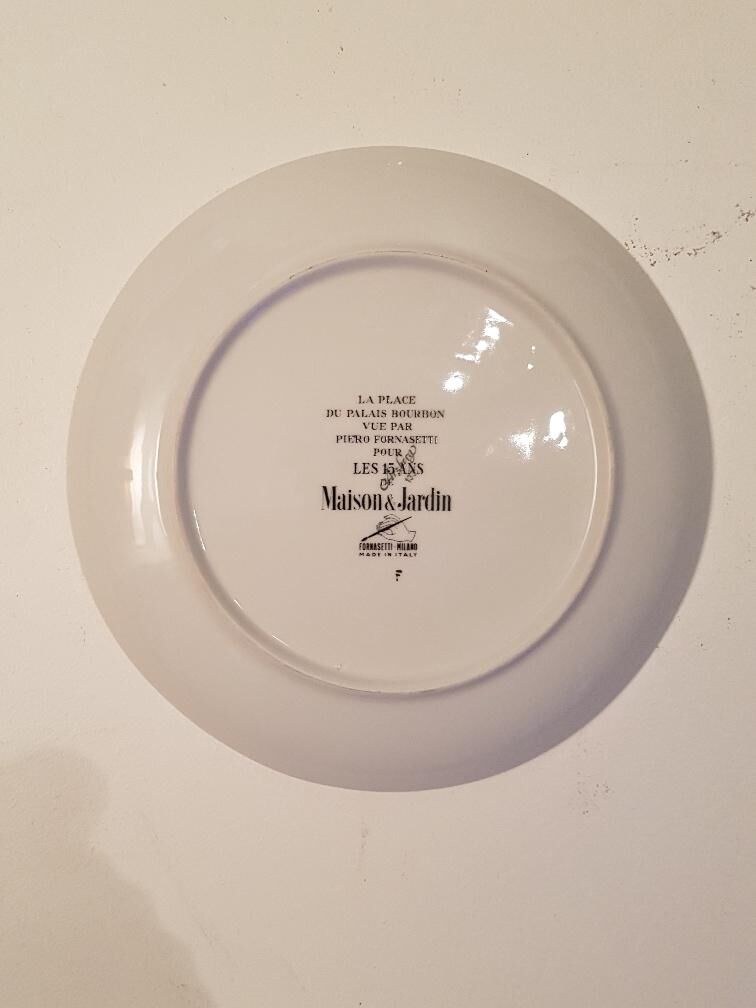 LA PLACE
DU PALAIS BOURBON
VUE PAR
PIERO FORNASETTI
POUR
LES 15 ANS
DE
Maison & Jardin
FORNASETTI-MILANO
MADE IN ITALY
F